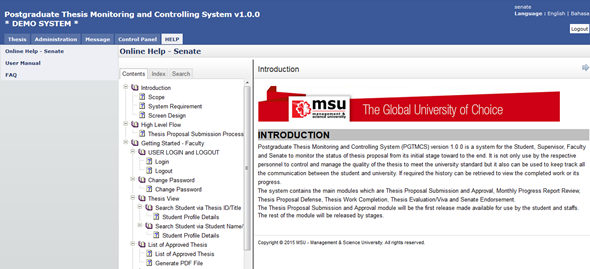 Postgraduate Thesis Monitoring and Controlling System v1.0.0
* DEMO SYSTEM *
senate
Language : English | Bahasa
Logout
Thesis Administration Message Control Panel HELP
Online Help - Senate
User Manual
FAQ
Online Help - Senate
Contents Index Search
Introduction
Scope
System Requirement
Screen Design
High Level Flow
Thesis Proposal Submission Process
Getting Started - Faculty
USER LOGIN and LOGOUT
Login
Logout
Change Password
Change Password
Thesis View
Search Student via Thesis ID/Title
Student Profile Details
Search Student via Student Name/
Student Profile Details
List of Approved Thesis
List of Approved Thesis
Generate PDF File
Introduction
msu
management &
science university
The Global University of Choice
INTRODUCTION
Postgraduate Thesis Monitoring and Controlling System (PGTMCS) version 1.0.0 is a system for the Student, Supervisor, Faculty
and Senate to monitor the status of thesis proposal from its initial stage toward to the end. It is not only use by the respective
personnel to control and manage the quality of the thesis to meet the university standard but it also can be used to keep track all
the communication between the student and university. If required the history can be retrieved to view the completed work or its
progress.
The system contains the main modules which are Thesis Proposal Submission and Approval, Monthly Progress Report Review,
Thesis Proposal Defense, Thesis Work Completion, Thesis Evaluation/Viva and Senate Endorsement.
The Thesis Proposal Submission and Approval module will be the first release made available for use by the student and staffs.
The rest of the module will be released by stages.
Copyright © 2015 MSU - Management & Science University. All rights reserved.